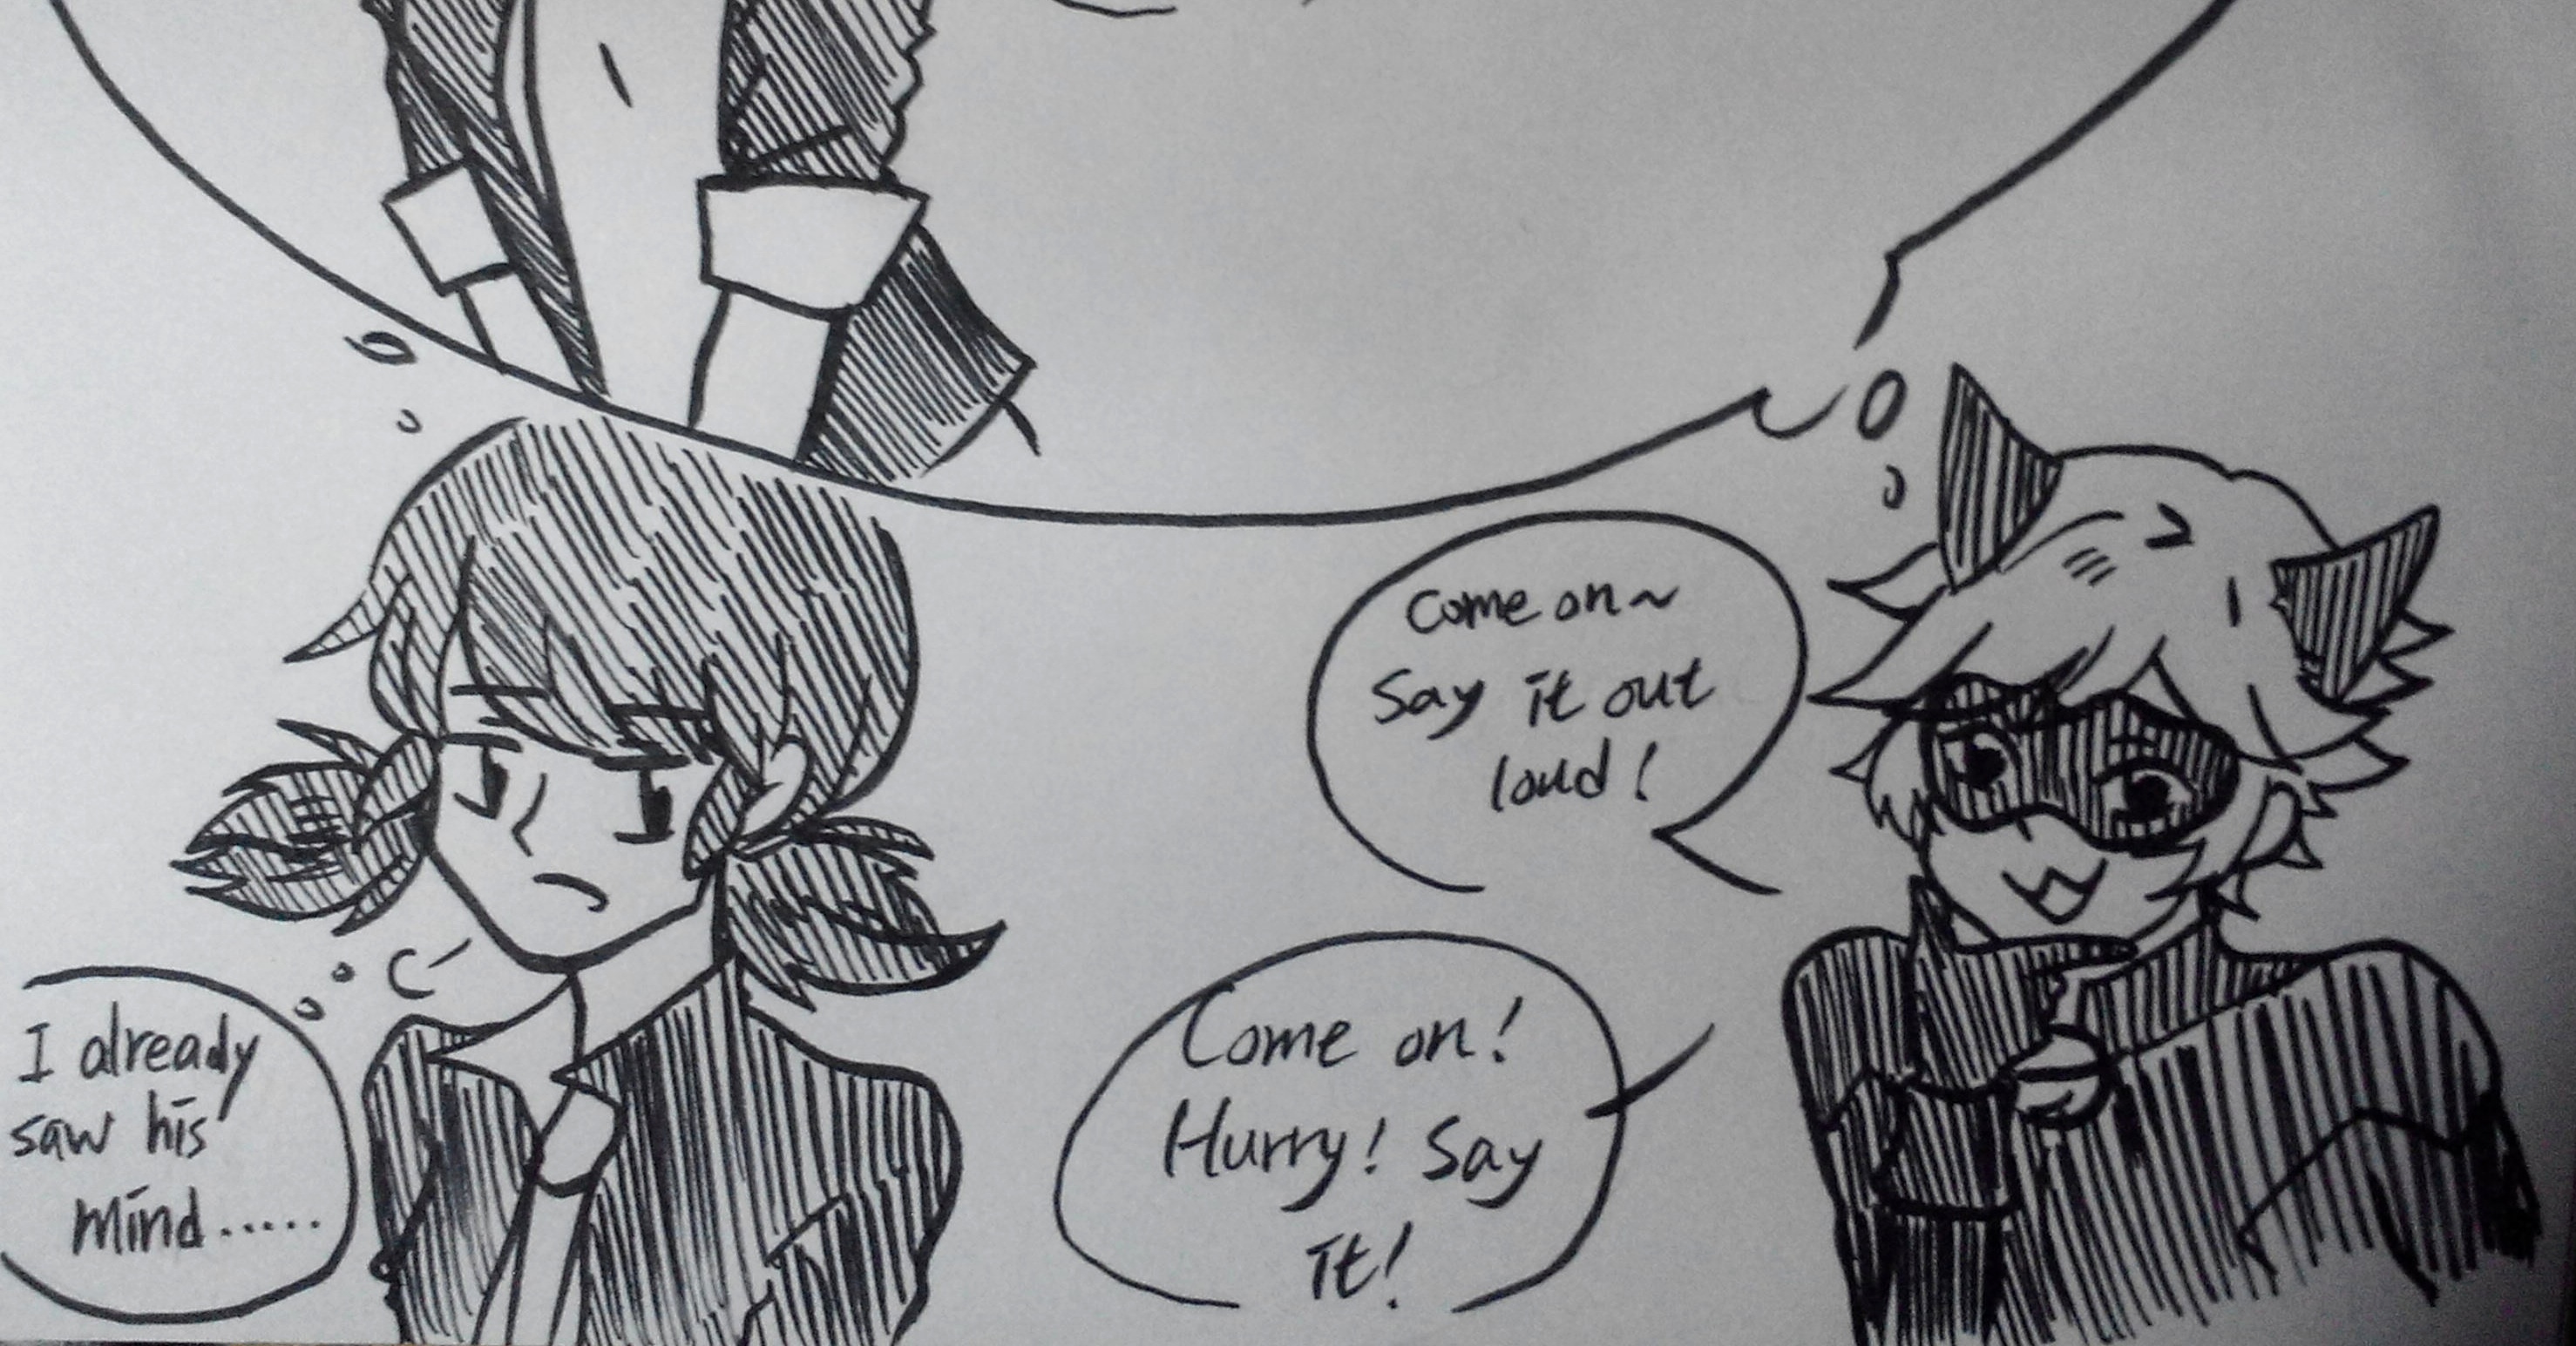 Come on~
Say it out
loud!
Come on!
Hurry! Say
it!
I already
saw his
mind.....